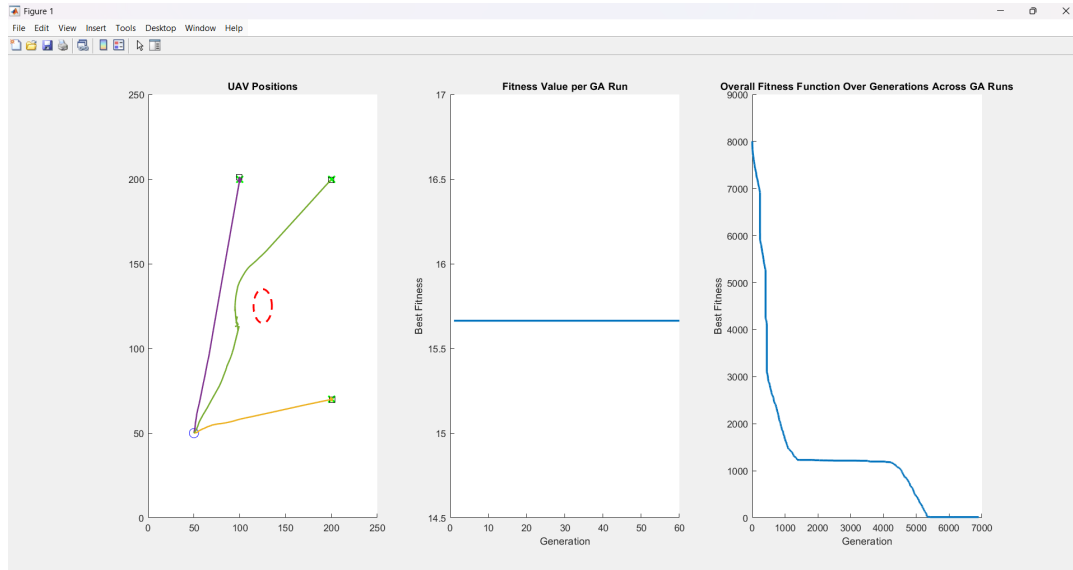 Figure 1
File Edit View Insert Tools Desktop Window Help
UAV Positions
250
200
150
100
50
0
0 50 100 150 200 250
Fitness Value per GA Run
17
16.5
16
15.5
15
14.5
Best Fitness
0 10 20 30 40 50 60
Generation
Overall Fitness Function Over Generations Across GA Runs
9000
8000
7000
6000
5000
4000
3000
2000
1000
0
Best Fitness
0 1000 2000 3000 4000 5000 6000 7000
Generation